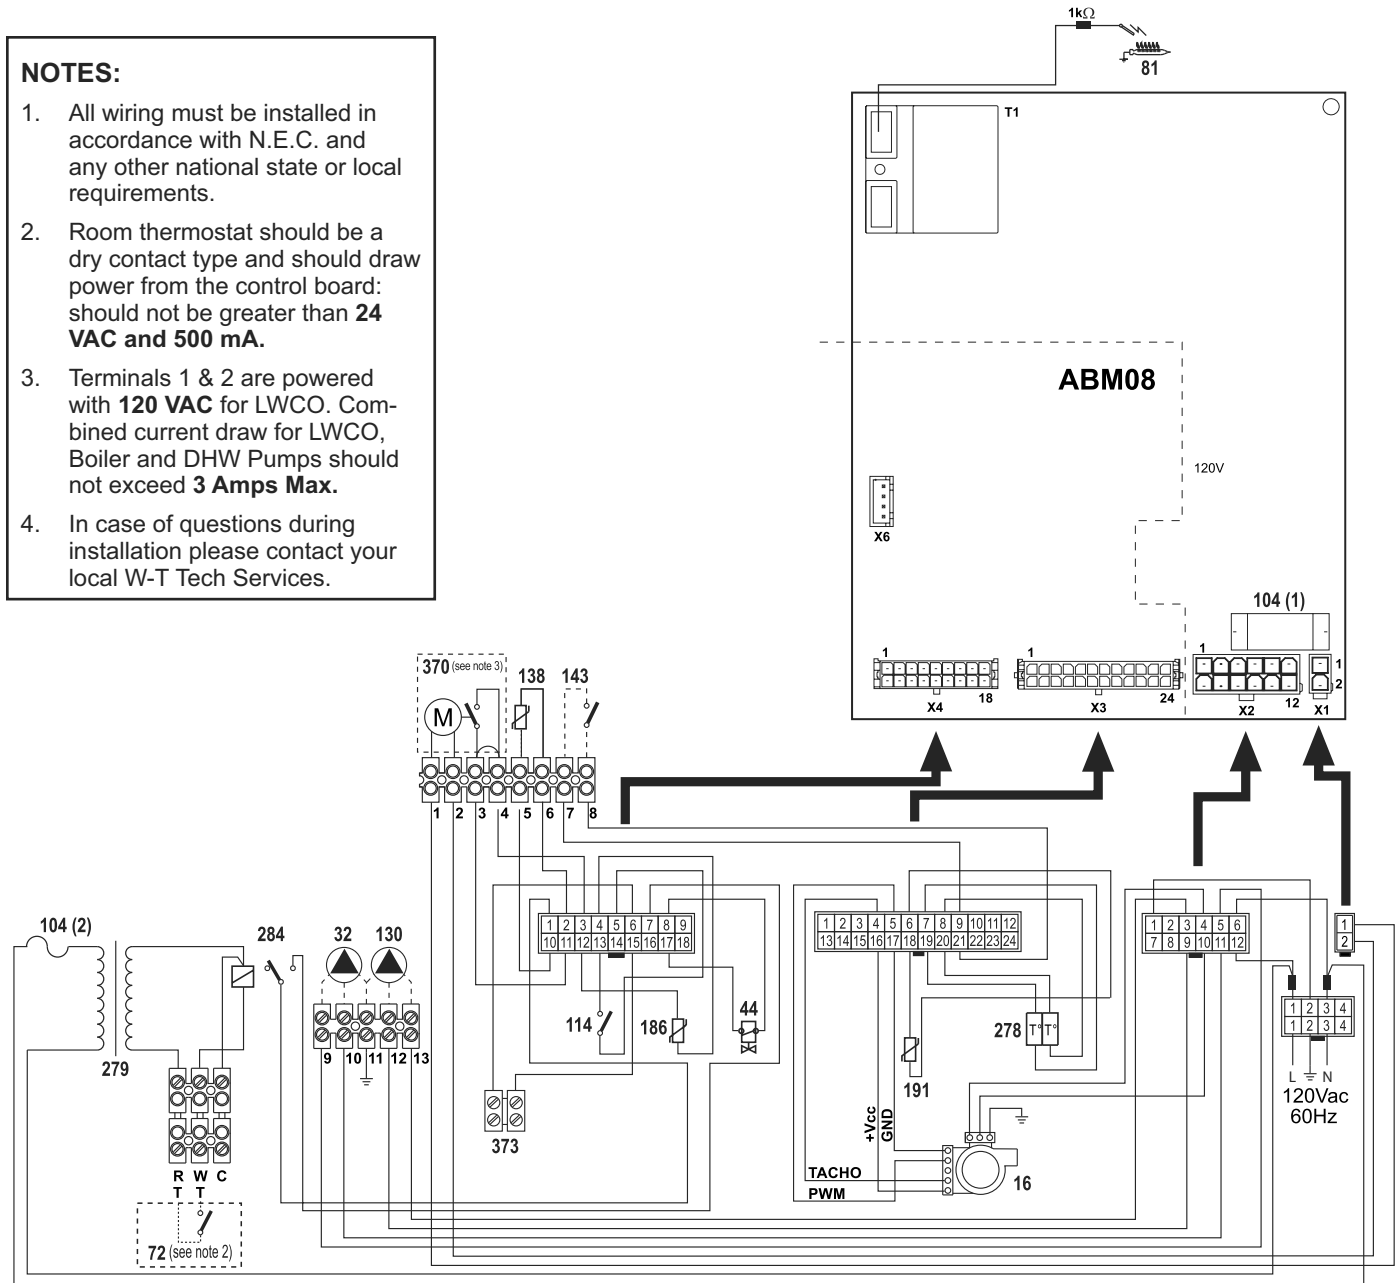 NOTES:
1. All wiring must be installed in
accordance with N.E.C. and
any other national state or local
requirements.
2. Room thermostat should be a
dry contact type and should draw
power from the control board:
should not be greater than 24
VAC and 500 mA.
3. Terminals 1 & 2 are powered
with 120 VAC for LWCO. Com-
bined current draw for LWCO,
Boiler and DHW Pumps should
not exceed 3 Amps Max.
4. In case of questions during
installation please contact your
local W-T Tech Services.
1kΩ
81
T1
ABM08
120V
X6
104 (1)
1
18
X4
1
24
X3
1
12
X2
1
2
X1
370 (see note 3)
138
143
M
1 2 3 4 5 6 7 8
104 (2)
284
32
130
279
9 10 11 12 13
R W C
T T
72 (see note 2)
1 2 3 4 5 6 7 8 9
10 11 12 13 14 15 16 17 18
114
186
44
373
1 2 3 4 5 6 7 8 9 10 11 12
13 14 15 16 17 18 19 20 21 22 23 24
278
T° T°
191
+Vcc
GND
TACHO
PWM
16
1 2 3 4 5 6
7 8 9 10 11 12
1
2
1 2 3 4
1 2 3 4
L N
120Vac
60Hz